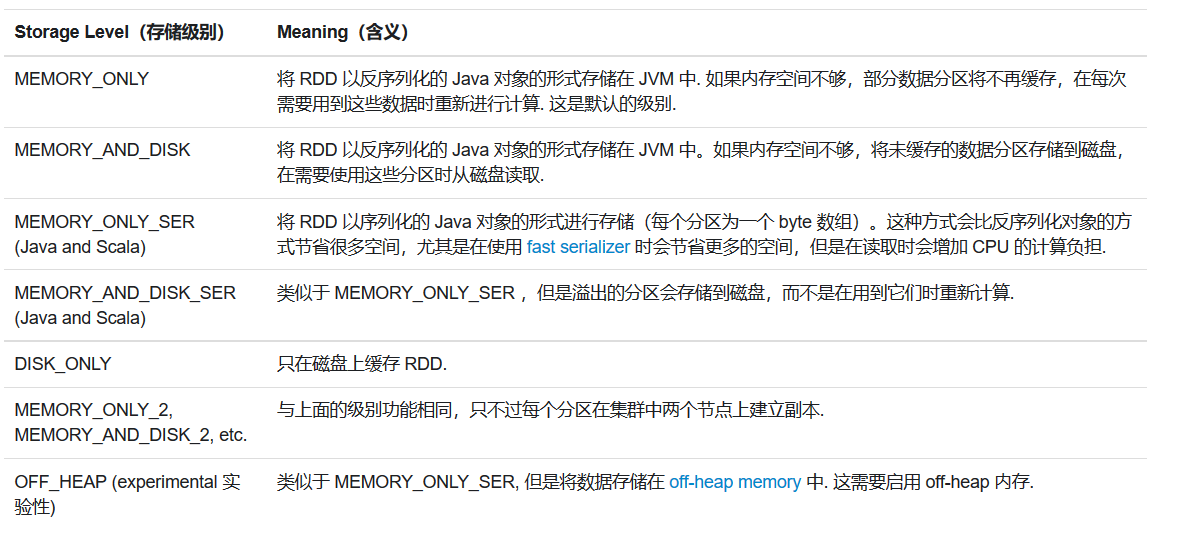 Storage Level（存储级别）
Meaning（含义）
MEMORY_ONLY
将 RDD 以反序列化的 Java 对象的形式存储在 JVM 中. 如果内存空间不够，部分数据分区将不再缓存，在每次
需要用到这些数据时重新进行计算. 这是默认的级别.
MEMORY_AND_DISK
将 RDD 以反序列化的 Java 对象的形式存储在 JVM 中。如果内存空间不够，将未缓存的数据分区存储到磁盘，
在需要使用这些分区时从磁盘读取.
MEMORY_ONLY_SER
(Java and Scala)
将 RDD 以序列化的 Java 对象的形式进行存储（每个分区为一个 byte 数组）。这种方式会比反序列化对象的方
式节省很多空间，尤其是在使用 fast serializer 时会节省更多的空间，但是在读取时会增加 CPU 的计算负担.
MEMORY_AND_DISK_SER
(Java and Scala)
类似于 MEMORY_ONLY_SER ，但是溢出的分区会存储到磁盘，而不是在用到它们时重新计算.
DISK_ONLY
只在磁盘上缓存 RDD.
MEMORY_ONLY_2,
MEMORY_AND_DISK_2, etc.
与上面的级别功能相同，只不过每个分区在集群中两个节点上建立副本.
OFF_HEAP (experimental 实
验性)
类似于 MEMORY_ONLY_SER, 但是将数据存储在 off-heap memory 中. 这需要启用 off-heap 内存.